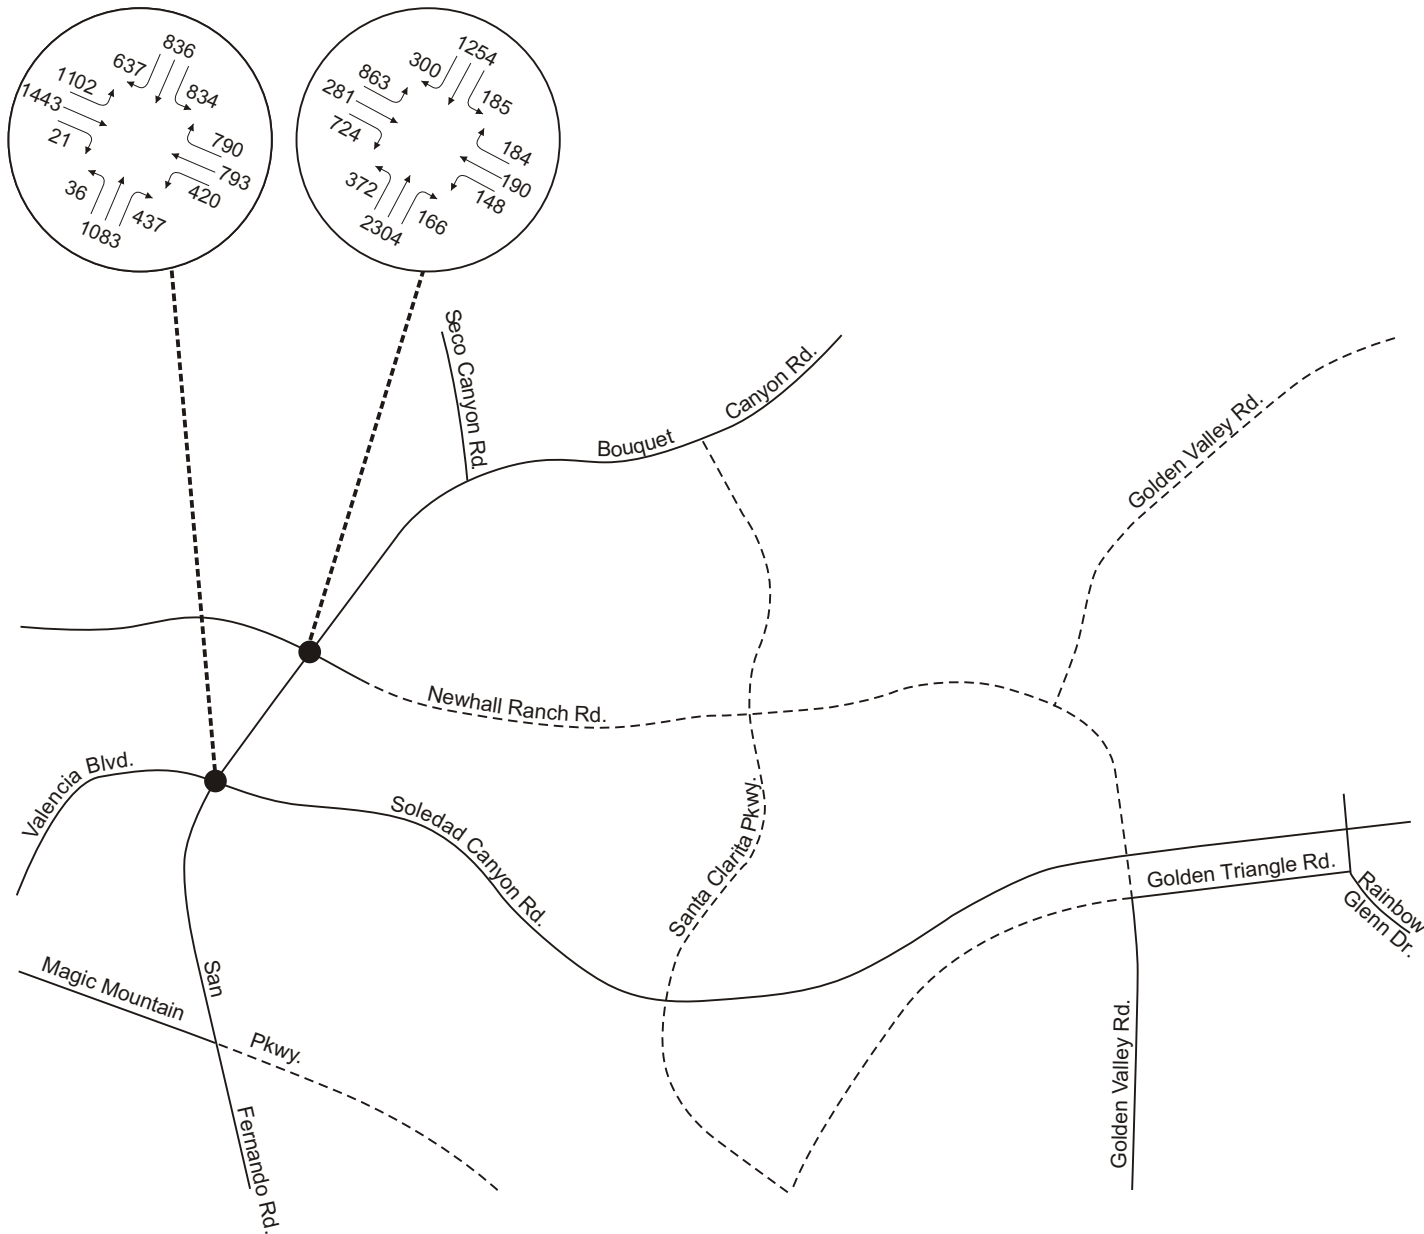 836
637
834
1102
1443
21
790
793
420
36
1083
437
1254
300
185
863
281
724
184
190
148
372
2304
166
Seco Canyon Rd.
Bouquet
Canyon Rd.
Golden Valley Rd.
Newhall Ranch Rd.
Valencia Blvd.
Soledad Canyon Rd.
Santa Clarita Pkwy.
Golden Triangle Rd.
Rainbow
Glenn Dr.
San
Fernando Rd.
Magic Mountain
Pkwy.
Golden Valley Rd.